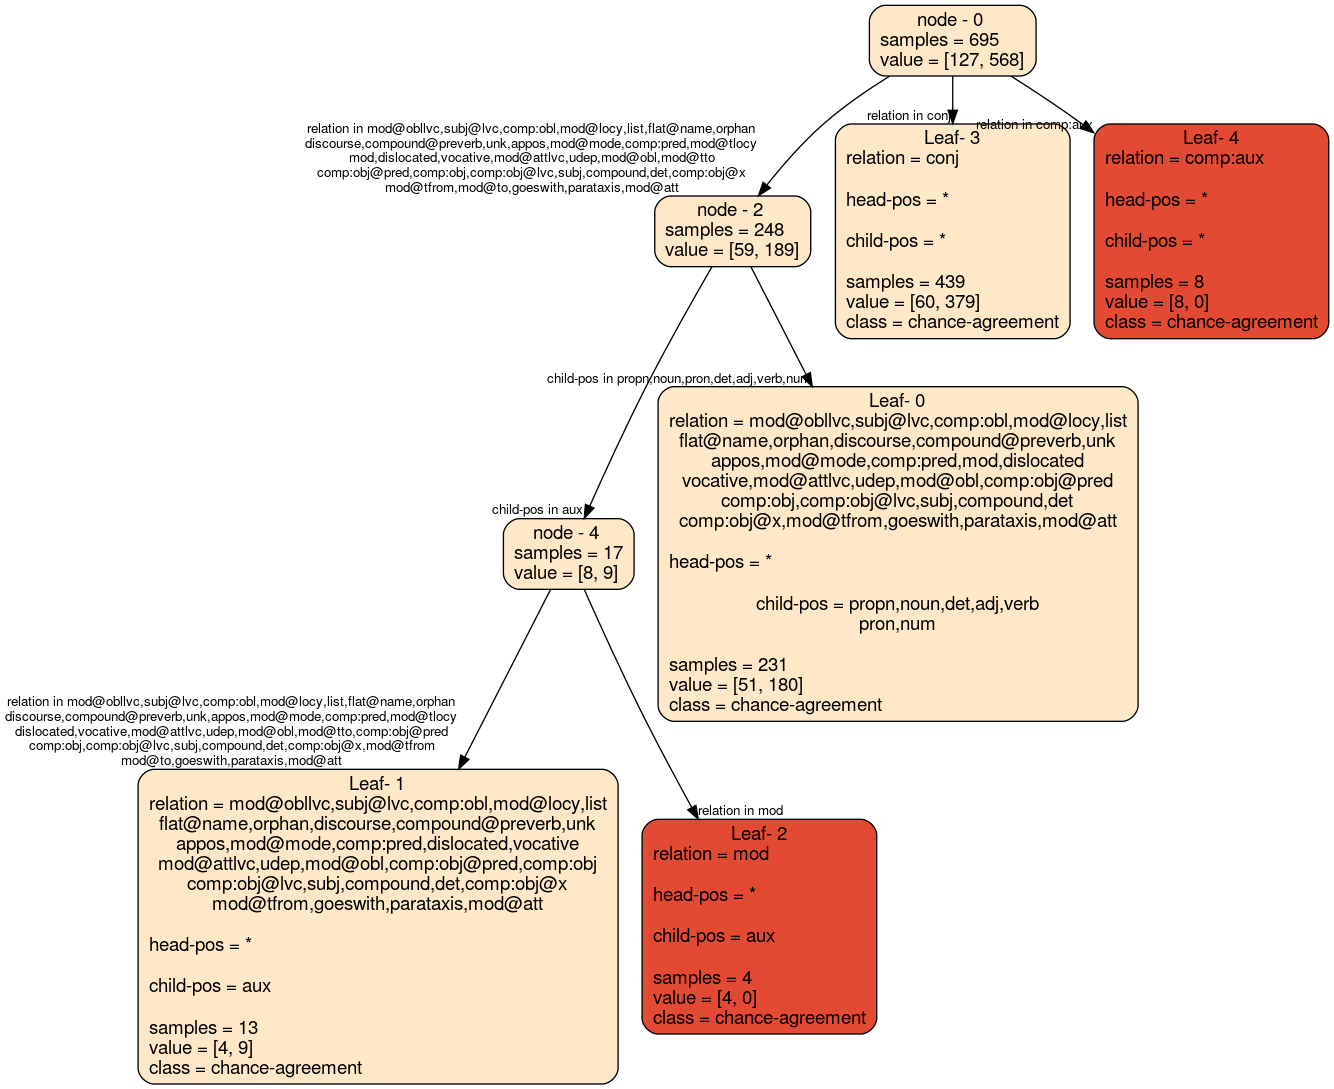 node - 0
samples = 695
value = [127, 568]
relation in mod@obllvc,subj@lvc,comp:obl,mod@locy,list,flat@name,orphan
discourse,compound@preverb,unk,appos,mod@mode,comp:pred,mod@tlocy
mod,dislocated,vocative,mod@attlvc,udep,mod@obl,mod@tto
comp:obj@pred,comp:obj,comp:obj@lvc,subj,compound,det,comp:obj@x
mod@tfrom,mod@to,goeswith,parataxis,mod@att
relation in conj
Leaf- 3
relation = conj
head-pos = *
child-pos = *
samples = 439
value = [60, 379]
class = chance-agreement
relation in comp:aux
Leaf- 4
relation = comp:aux
head-pos = *
child-pos = *
samples = 8
value = [8, 0]
class = chance-agreement
node - 2
samples = 248
value = [59, 189]
child-pos in propn,noun,pron,det,adj,verb,num
Leaf- 0
relation = mod@obllvc,subj@lvc,comp:obl,mod@locy,list
flat@name,orphan,discourse,compound@preverb,unk
appos,mod@mode,comp:pred,mod,dislocated
vocative,mod@attlvc,udep,mod@obl,comp:obj@pred
comp:obj,comp:obj@lvc,subj,compound,det
comp:obj@x,mod@tfrom,goeswith,parataxis,mod@att
head-pos = *
child-pos = propn,noun,det,adj,verb
pron,num
samples = 231
value = [51, 180]
class = chance-agreement
child-pos in aux
node - 4
samples = 17
value = [8, 9]
relation in mod@obllvc,subj@lvc,comp:obl,mod@locy,list,flat@name,orphan
discourse,compound@preverb,unk,appos,mod@mode,comp:pred,mod@tlocy
dislocated,vocative,mod@attlvc,udep,mod@obl,mod@tto,comp:obj@pred
comp:obj,comp:obj@lvc,subj,compound,det,comp:obj@x,mod@tfrom
mod@to,goeswith,parataxis,mod@att
Leaf- 1
relation = mod@obllvc,subj@lvc,comp:obl,mod@locy,list
flat@name,orphan,discourse,compound@preverb,unk
appos,mod@mode,comp:pred,dislocated,vocative
mod@attlvc,udep,mod@obl,comp:obj@pred,comp:obj
comp:obj@lvc,subj,compound,det,comp:obj@x
mod@tfrom,goeswith,parataxis,mod@att
head-pos = *
child-pos = aux
samples = 13
value = [4, 9]
class = chance-agreement
relation in mod
Leaf- 2
relation = mod
head-pos = *
child-pos = aux
samples = 4
value = [4, 0]
class = chance-agreement